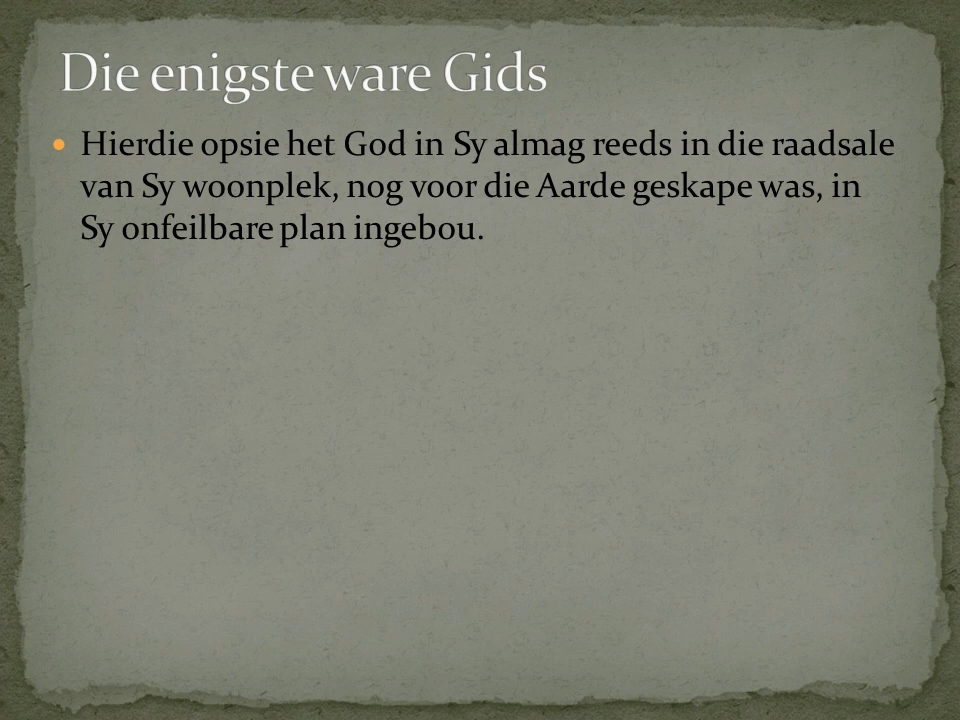 Die enigste ware Gids
Hierdie opsie het God in Sy almag reeds in die raadsale
van Sy woonplek, nog voor die Aarde geskape was, in
Sy onfeilbare plan ingebou.